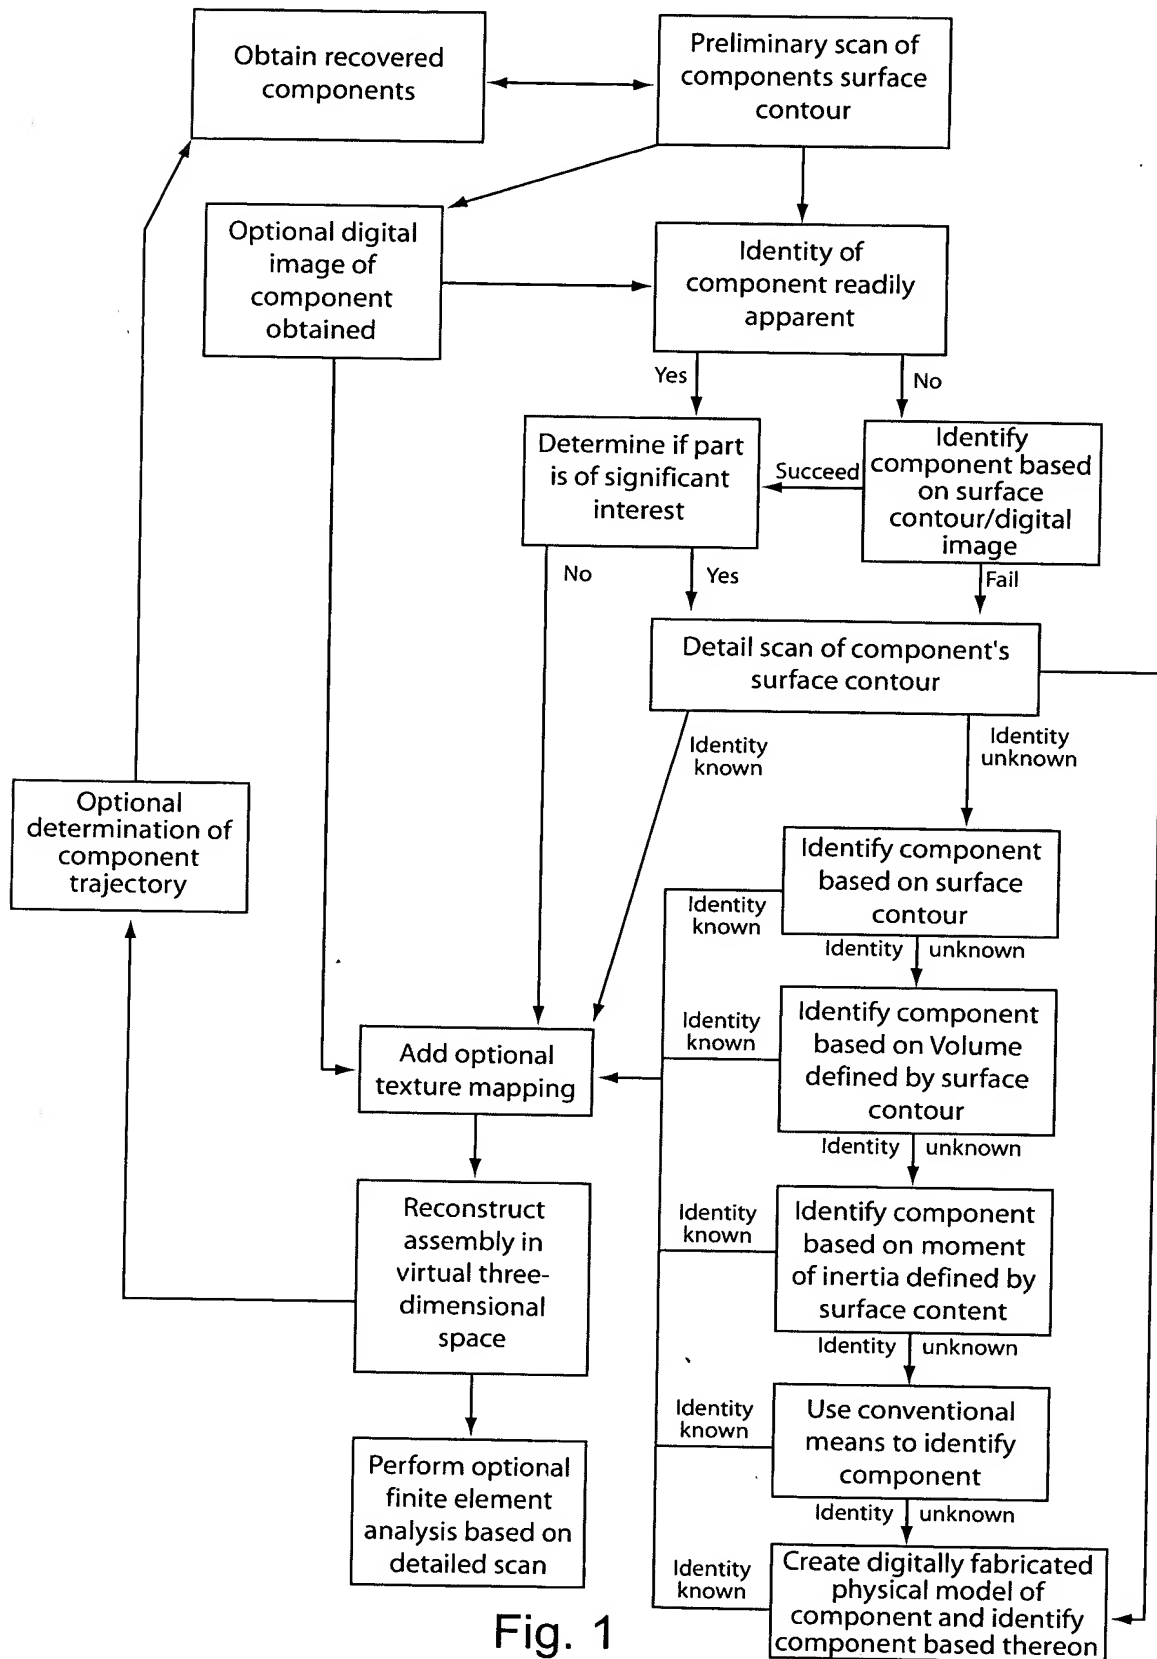 Obtain recovered
components
Preliminary scan of
components surface
contour
Optional digital
image of
component
obtained
Identity of
component readily
apparent
Yes
No
Determine if part
is of significant
interest
Succeed
Identify
component based
on surface
contour/digital
image
No
Yes
Fail
Detail scan of component's
surface contour
Identity
known
Identity
unknown
Optional
determination of
component
trajectory
Identify component
based on surface
contour
Identity
known
Identity unknown
Identify component
based on Volume
defined by surface
contour
Identity
known
Add optional
texture mapping
Identity unknown
Reconstruct
assembly in
virtual three-
dimensional
space
Identity
known
Identify component
based on moment
of inertia defined by
surface content
Identity unknown
Identity
known
Use conventional
means to identify
component
Perform optional
finite element
analysis based on
detailed scan
Identity unknown
Identity
known
Create digitally fabricated
physical model of
component and identify
component based thereon
Fig. 1